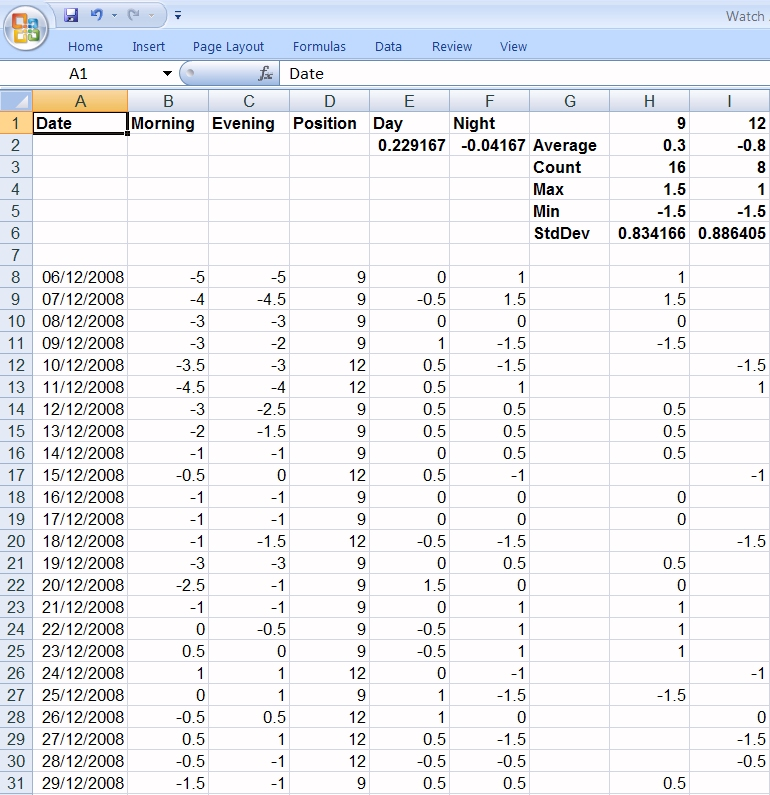 Watch
Home Insert Page Layout Formulas Data Review View
A1 fx Date
A B C D E F G H I
1 Date Morning Evening Position Day Night 9 12
2 0.229167 -0.04167 Average 0.3 -0.8
3 Count 16 8
4 Max 1.5 1
5 Min -1.5 -1.5
6 StdDev 0.834166 0.886405
7
8 06/12/2008 -5 -5 9 0 1 1
9 07/12/2008 -4 -4.5 9 -0.5 1.5 1.5
10 08/12/2008 -3 -3 9 0 0 0
11 09/12/2008 -3 -2 9 1 -1.5 -1.5
12 10/12/2008 -3.5 -3 12 0.5 -1.5 -1.5
13 11/12/2008 -4.5 -4 12 0.5 1 1
14 12/12/2008 -3 -2.5 9 0.5 0.5 0.5
15 13/12/2008 -2 -1.5 9 0.5 0.5 0.5
16 14/12/2008 -1 -1 9 0 0.5 0.5
17 15/12/2008 -0.5 0 12 0.5 -1 -1
18 16/12/2008 -1 -1 9 0 0 0
19 17/12/2008 -1 -1 9 0 0 0
20 18/12/2008 -1 -1.5 12 -0.5 -1.5 -1.5
21 19/12/2008 -3 -3 9 0 0.5 0.5
22 20/12/2008 -2.5 -1 9 1.5 0 0
23 21/12/2008 -1 -1 9 0 1 1
24 22/12/2008 0 -0.5 9 -0.5 1 1
25 23/12/2008 0.5 0 9 -0.5 1 1
26 24/12/2008 1 1 12 0 -1 -1
27 25/12/2008 0 1 9 1 -1.5 -1.5
28 26/12/2008 -0.5 0.5 12 1 0 0
29 27/12/2008 0.5 1 12 0.5 -1.5 -1.5
30 28/12/2008 -0.5 -1 12 -0.5 -0.5 -0.5
31 29/12/2008 -1.5 -1 9 0.5 0.5 0.5